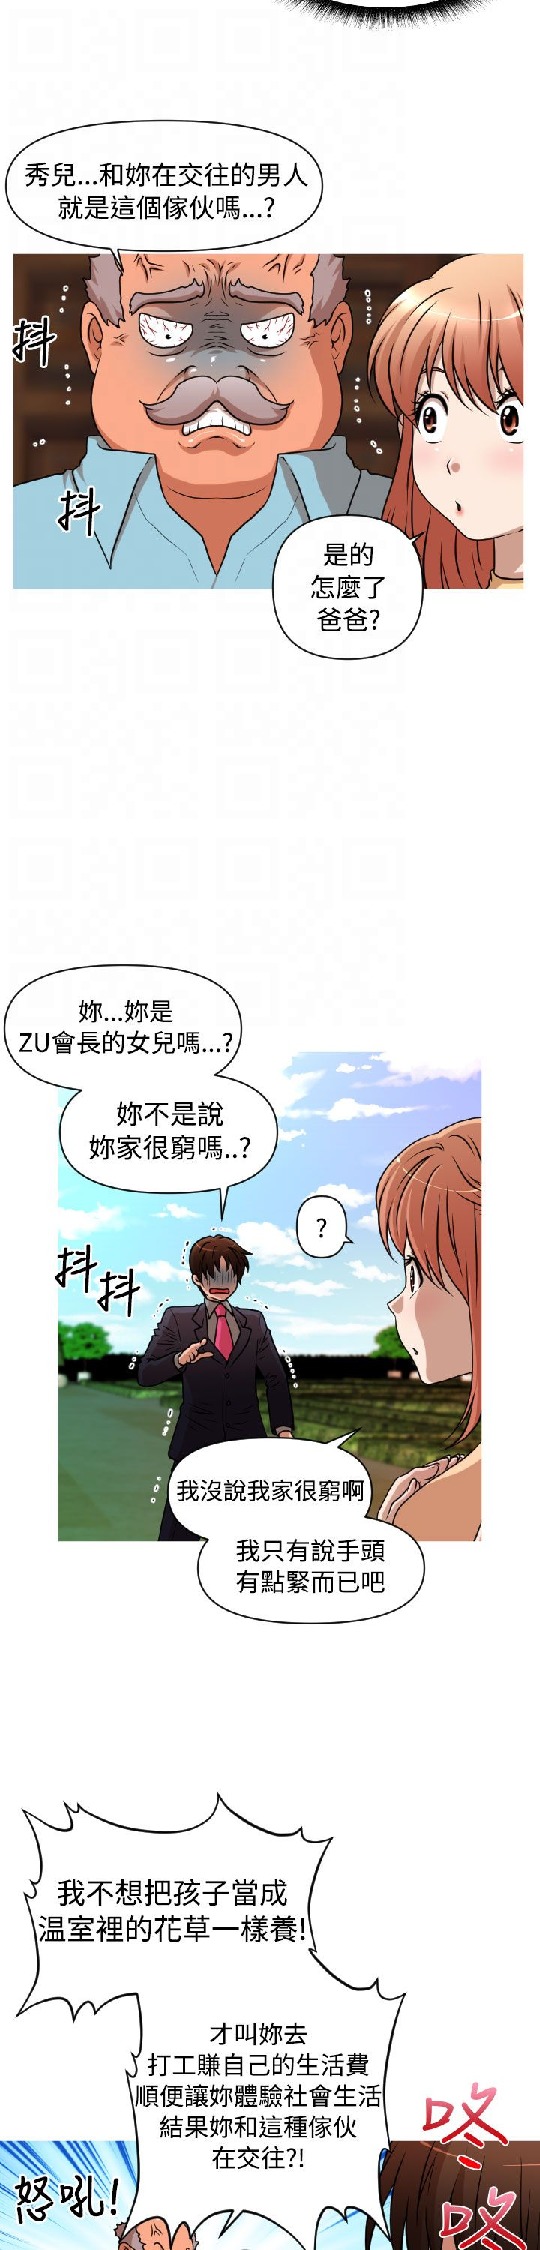 秀兒...和妳在交往的男人
就是這個傢伙嗎...?
抖
抖
是的
怎麼了
爸爸?
妳...妳是
ZU會長的女兒嗎...?
妳不是說
妳家很窮嗎..?
?
抖
抖
我沒說我家很窮啊
我只有說手頭
有點緊而已吧
我不想把孩子當成
溫室裡的花草一樣養!
才叫妳去
打工賺自己的生活費
順便讓妳體驗社會生活
結果妳和這種傢伙
在交往?!
怒吼!
咚
咚